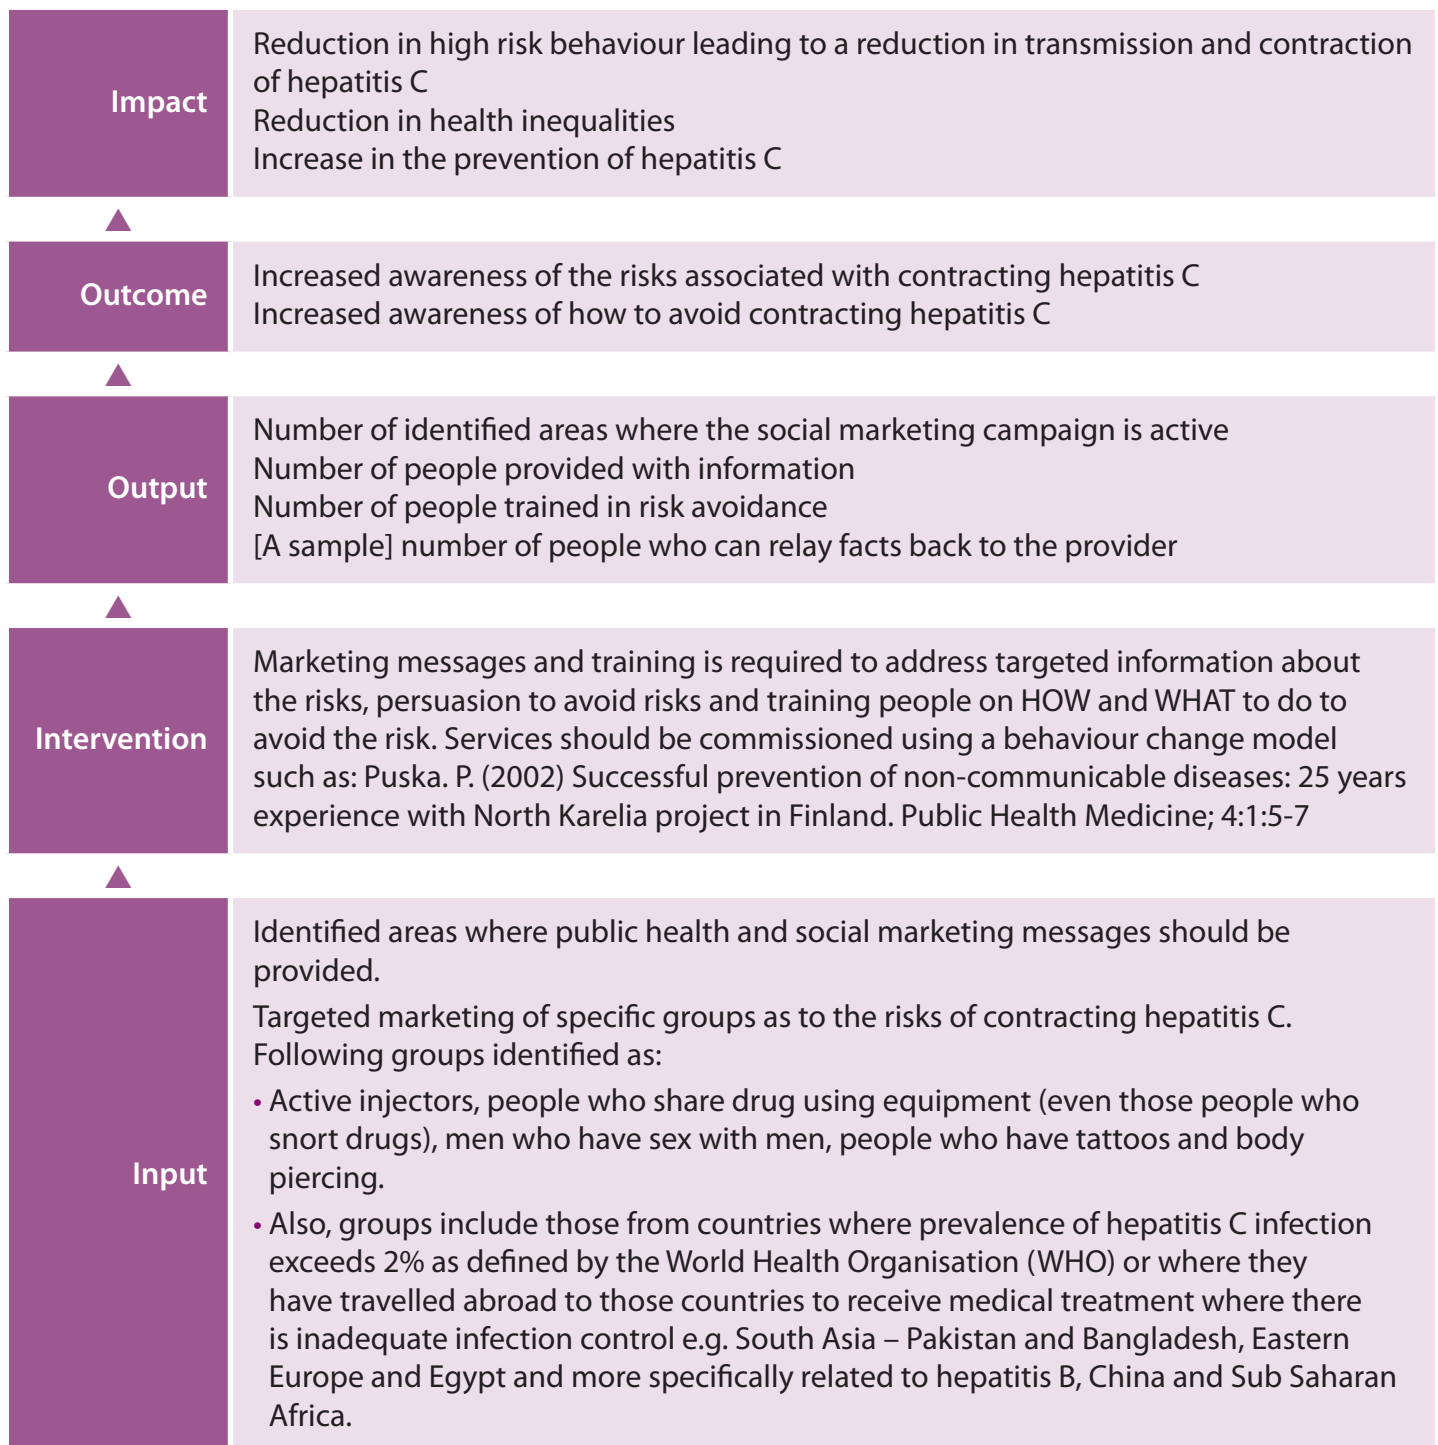 Impact
Reduction in high risk behaviour leading to a reduction in transmission and contraction
of hepatitis C
Reduction in health inequalities
Increase in the prevention of hepatitis C
Outcome
Increased awareness of the risks associated with contracting hepatitis C
Increased awareness of how to avoid contracting hepatitis C
Output
Number of identified areas where the social marketing campaign is active
Number of people provided with information
Number of people trained in risk avoidance
[A sample] number of people who can relay facts back to the provider
Intervention
Marketing messages and training is required to address targeted information about
the risks, persuasion to avoid risks and training people on HOW and WHAT to do to
avoid the risk. Services should be commissioned using a behaviour change model
such as: Puska. P. (2002) Successful prevention of non-communicable diseases: 25 years
experience with North Karelia project in Finland. Public Health Medicine; 4:1:5-7
Input
Identified areas where public health and social marketing messages should be
provided.
Targeted marketing of specific groups as to the risks of contracting hepatitis C.
Following groups identified as:
• Active injectors, people who share drug using equipment (even those people who
snort drugs), men who have sex with men, people who have tattoos and body
piercing.
• Also, groups include those from countries where prevalence of hepatitis C infection
exceeds 2% as defined by the World Health Organisation (WHO) or where they
have travelled abroad to those countries to receive medical treatment where there
is inadequate infection control e.g. South Asia – Pakistan and Bangladesh, Eastern
Europe and Egypt and more specifically related to hepatitis B, China and Sub Saharan
Africa.